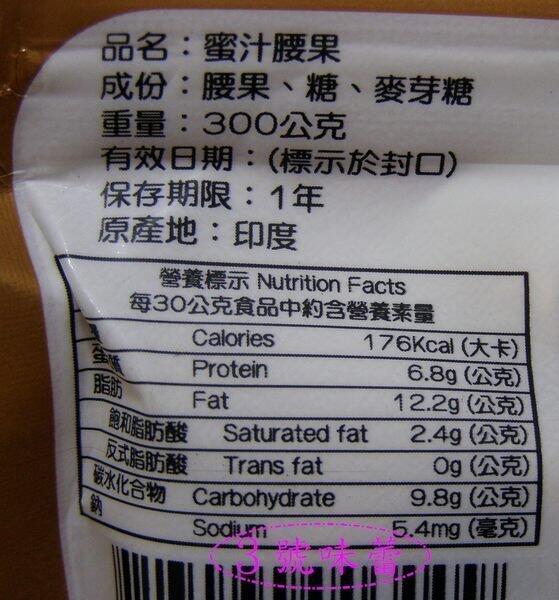 品名：蜜汁腰果
成份：腰果、糖、麥芽糖
重量：300公克
有效日期：(標示於封口)
保存期限：1年
原產地：印度
營養標示 Nutrition Facts
每30公克食品中約含營養素量
Calories 176Kcal (大卡)
Protein 6.8g (公克)
脂肪 Fat 12.2g (公克)
飽和脂肪酸 Saturated fat 2.4g (公克)
反式脂肪酸 Trans fat 0g (公克)
碳水化合物 Carbohydrate 9.8g (公克)
鈉 Sodium 5.4mg (毫克)
3號味蕾